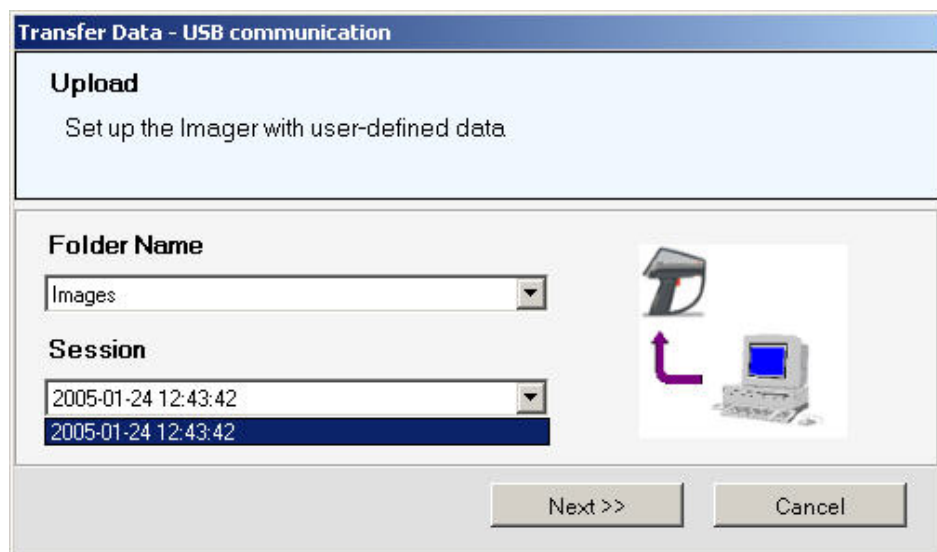 Transfer Data - USB communication
Upload
Set up the Imager with user-defined data
Folder Name
Images
Session
2005-01-24 12:43:42
2005-01-24 12:43:42
Next >>
Cancel